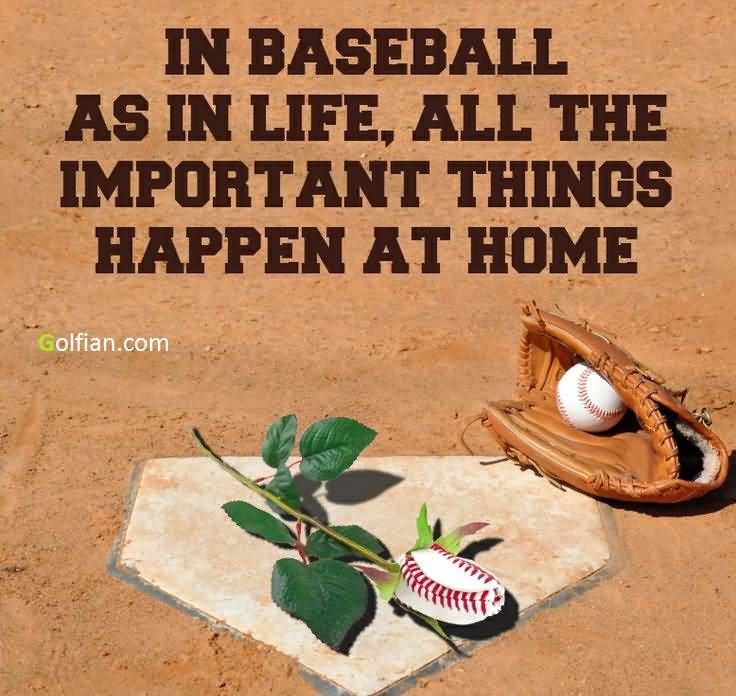 IN BASEBALL
AS IN LIFE, ALL THE
IMPORTANT THINGS
HAPPEN AT HOME
Golfian.com